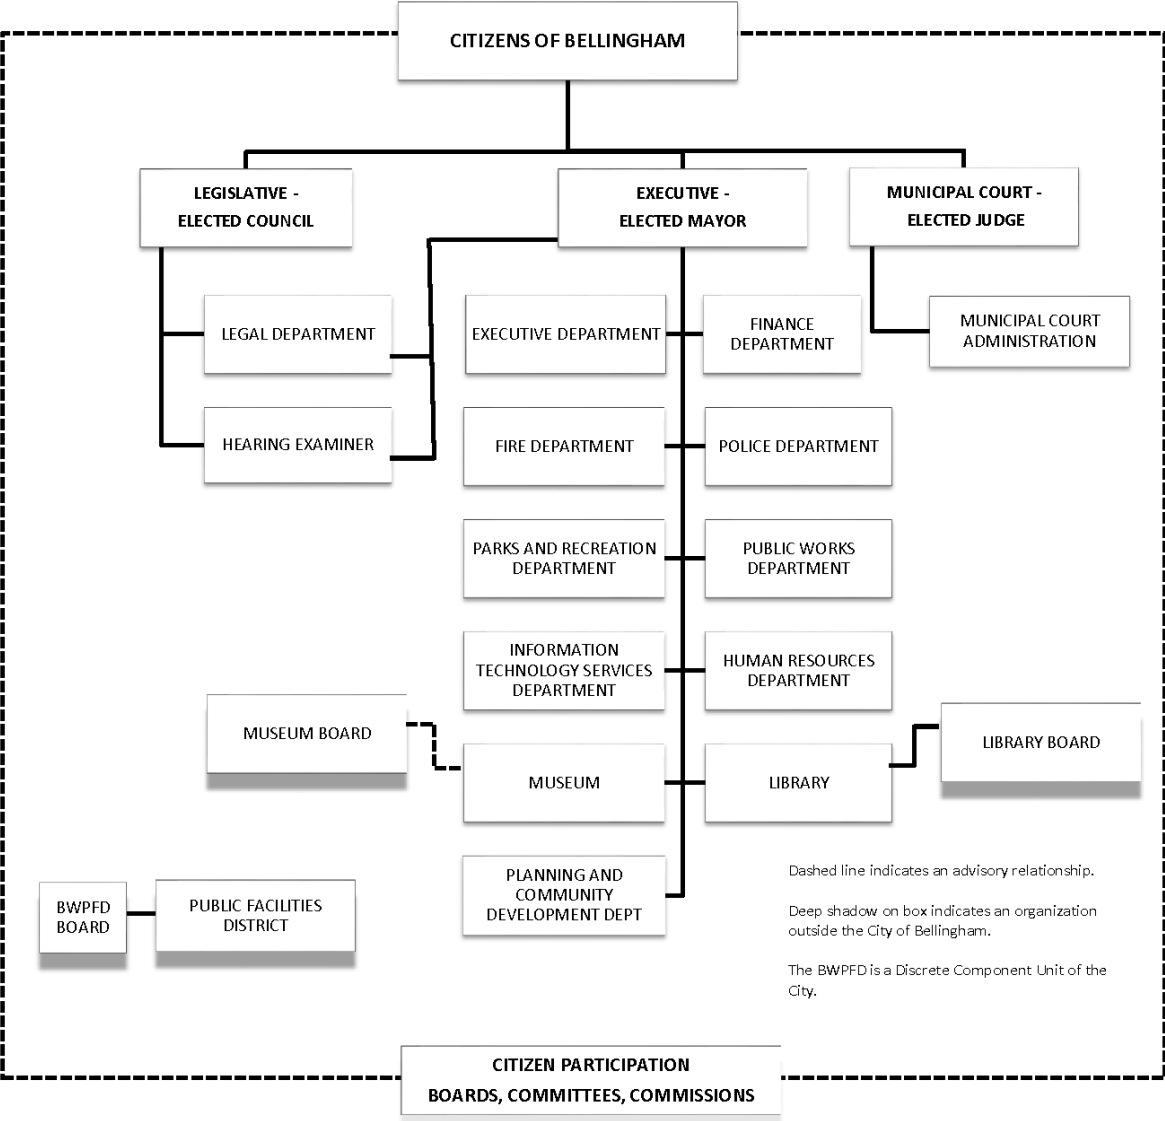 CITIZENS OF BELLINGHAM
LEGISLATIVE -
ELECTED COUNCIL
EXECUTIVE -
ELECTED MAYOR
MUNICIPAL COURT -
ELECTED JUDGE
LEGAL DEPARTMENT
EXECUTIVE DEPARTMENT
FINANCE
DEPARTMENT
MUNICIPAL COURT
ADMINISTRATION
HEARING EXAMINER
FIRE DEPARTMENT
POLICE DEPARTMENT
PARKS AND RECREATION
DEPARTMENT
PUBLIC WORKS
DEPARTMENT
INFORMATION
TECHNOLOGY SERVICES
DEPARTMENT
HUMAN RESOURCES
DEPARTMENT
MUSEUM BOARD
MUSEUM
LIBRARY
LIBRARY BOARD
PLANNING AND
COMMUNITY
DEVELOPMENT DEPT
BWPFD
BOARD
PUBLIC FACILITIES
DISTRICT
Dashed line indicates an advisory relationship.
Deep shadow on box indicates an organization
outside the City of Bellingham.
The BWPFD is a Discrete Component Unit of the
City.
CITIZEN PARTICIPATION
BOARDS, COMMITTEES, COMMISSIONS